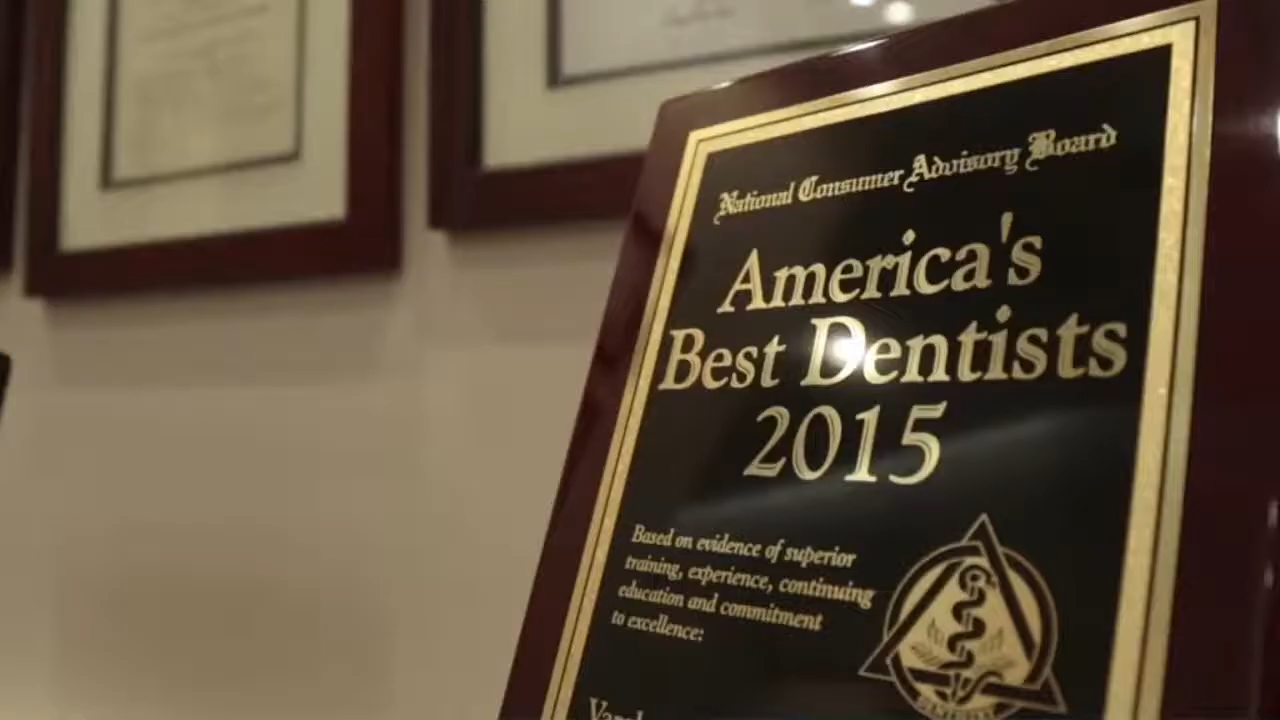 National Consumer Advisory Board
America's
Best Dentists
2015
Based on evidence of superior
training, experience, continuing
education and commitment
to excellence: